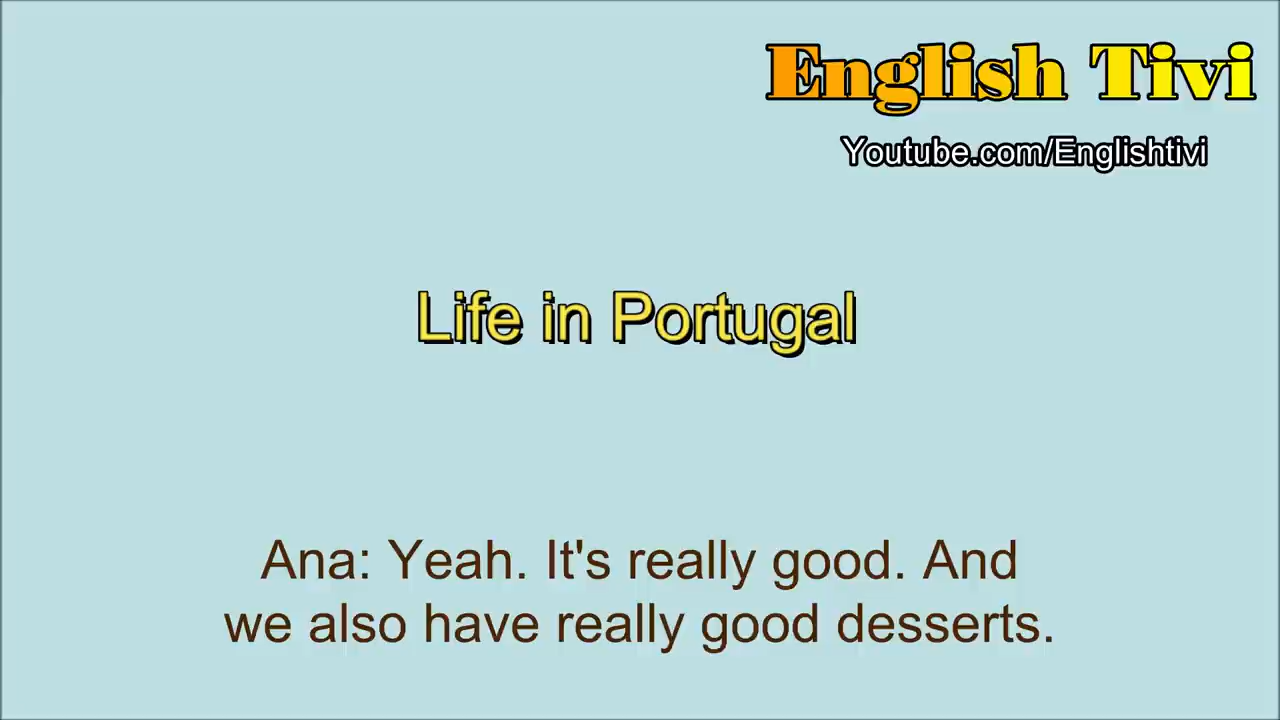 English Tivi
Youtube.com/Englishtivi
Life in Portugal
Ana: Yeah. It's really good. And
we also have really good desserts.